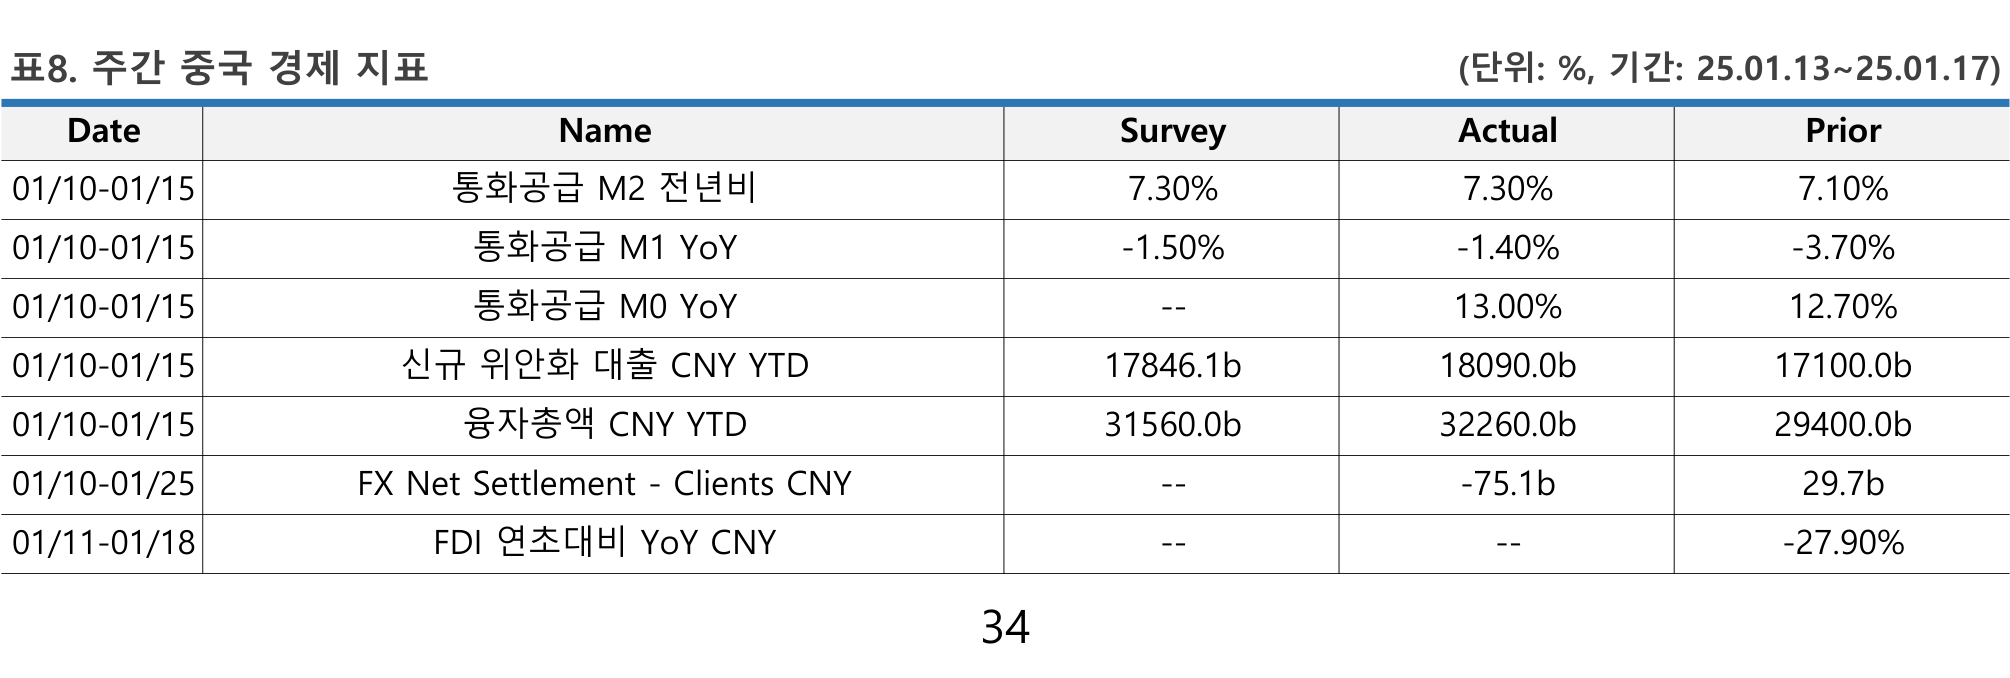 표8. 주간 중국 경제 지표 (단위: %, 기간: 25.01.13~25.01.17)
Date Name Survey Actual Prior
01/10-01/15 통화공급 M2 전년비 7.30% 7.30% 7.10%
01/10-01/15 통화공급 M1 YoY -1.50% -1.40% -3.70%
01/10-01/15 통화공급 M0 YoY -- 13.00% 12.70%
01/10-01/15 신규 위안화 대출 CNY YTD 17846.1b 18090.0b 17100.0b
01/10-01/15 융자총액 CNY YTD 31560.0b 32260.0b 29400.0b
01/10-01/25 FX Net Settlement - Clients CNY -- -75.1b 29.7b
01/11-01/18 FDI 연초대비 YoY CNY -- -- -27.90%
34